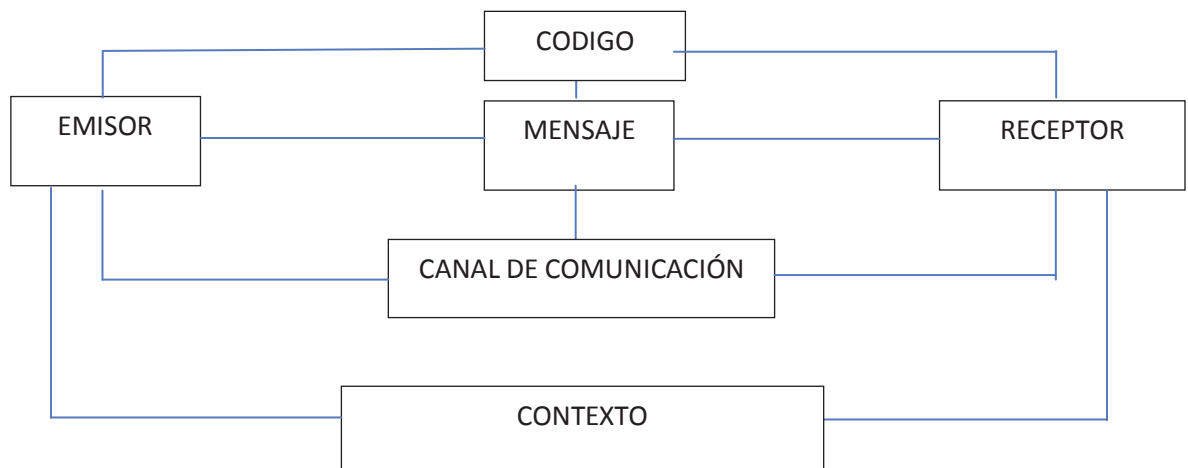 CODIGO
EMISOR
MENSAJE
RECEPTOR
CANAL DE COMUNICACIÓN
CONTEXTO